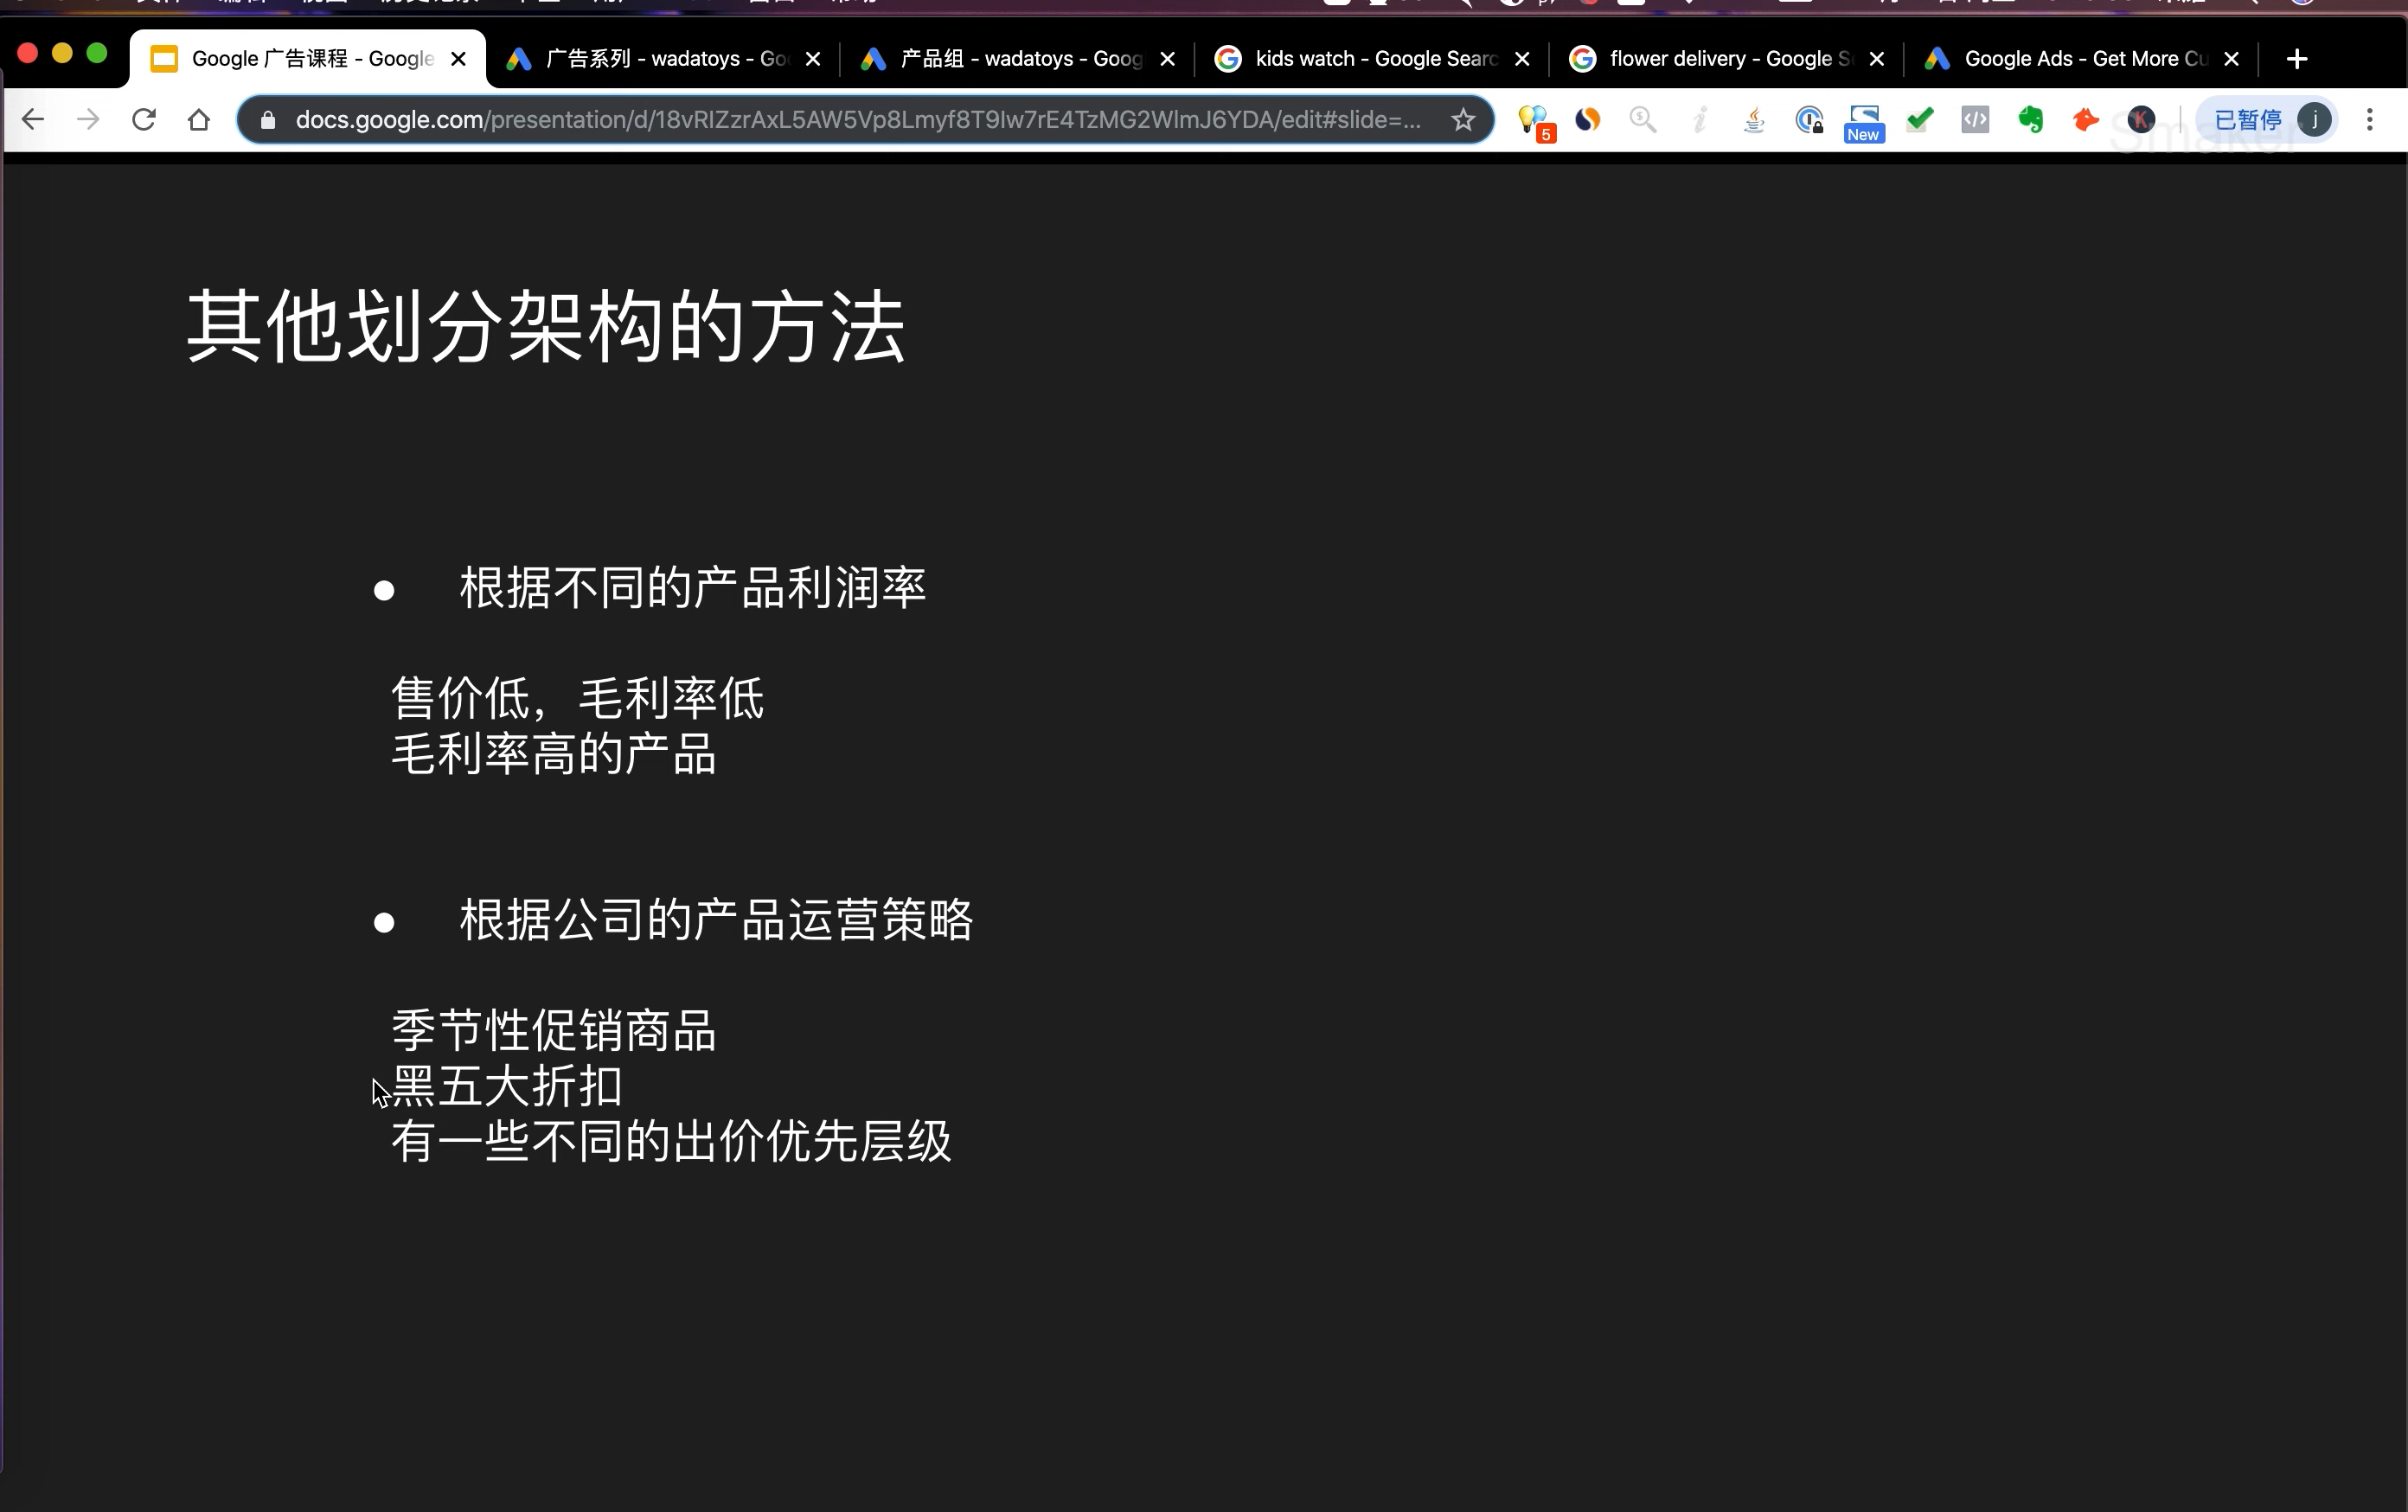 Google 广告课程 - Google
广告系列 - wadatoys - Go
产品组 - wadatoys - Goog
kids watch - Google Searc
flower delivery - Google S
Google Ads - Get More Cu
docs.google.com/presentation/d/18vRlZzrAxL5AW5Vp8Lmyf8T9Iw7rE4TzMG2WlmJ6YDA/edit#slide=...
5
New
K
已暂停
j
Smaker
其他划分架构的方法
● 根据不同的产品利润率
售价低，毛利率低
毛利率高的产品
● 根据公司的产品运营策略
季节性促销商品
黑五大折扣
有一些不同的出价优先层级